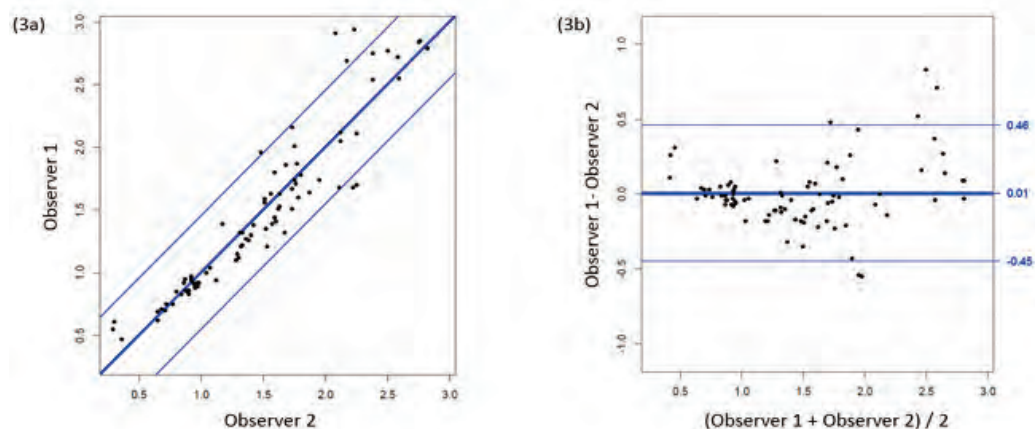 (3a)
3.0
2.5
2.0
1.5
1.0
0.5
Observer 1
0.5 1.0 1.5 2.0 2.5 3.0
Observer 2
(3b)
1.0
0.5
0.0
-0.5
-1.0
Observer 1- Observer 2
0.46
0.01
-0.45
0.5 1.0 1.5 2.0 2.5 3.0
(Observer 1 + Observer 2) / 2